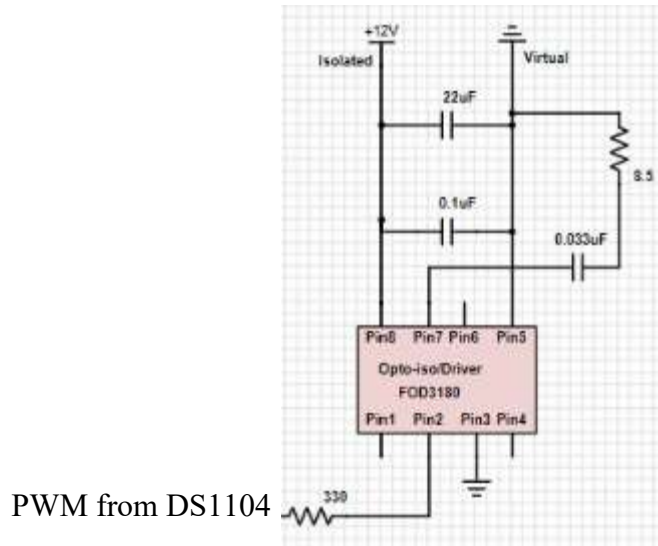 +12V
Isolated
Virtual
22uF
8.5
0.1uF
0.033uF
Pin8 Pin7 Pin6 Pin5
Opto-iso/Driver
FOD3180
Pin1 Pin2 Pin3 Pin4
PWM from DS1104
330